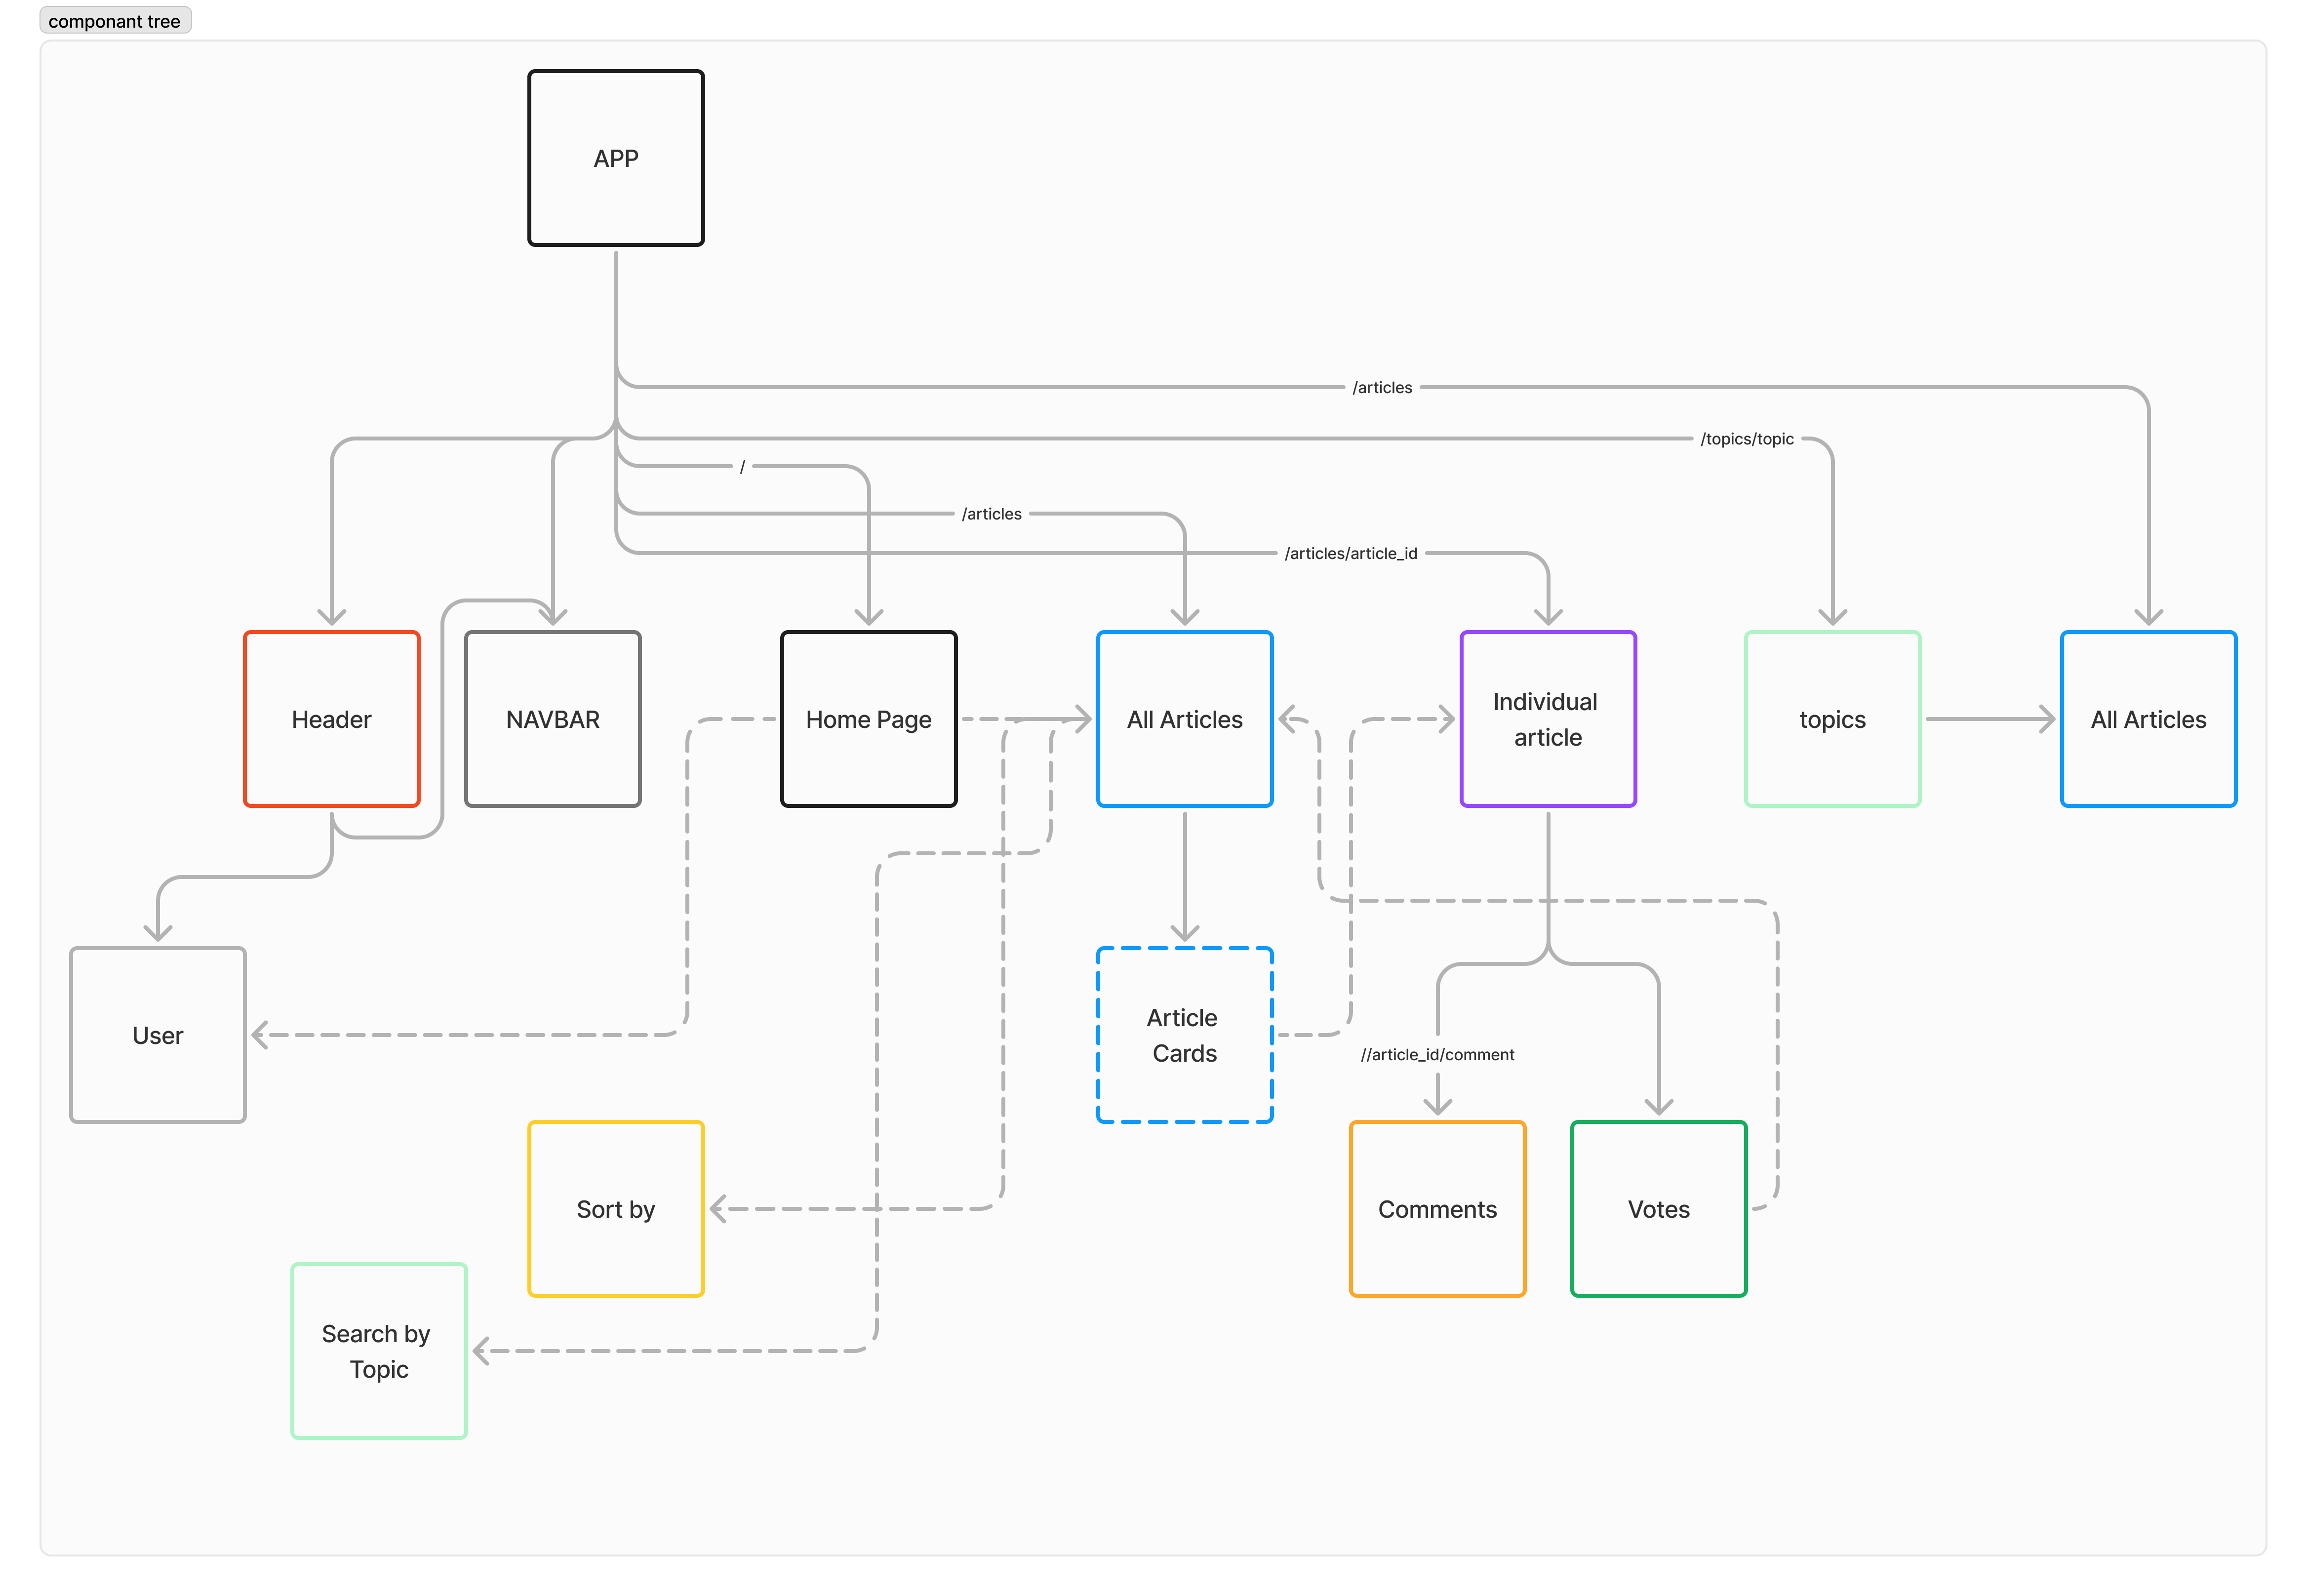 componant tree
APP
/articles
/topics/topic
/
/articles
/articles/article_id
Header
NAVBAR
Home Page
All Articles
Individual
article
topics
All Articles
User
Article
Cards
//article_id/comment
Sort by
Comments
Votes
Search by
Topic